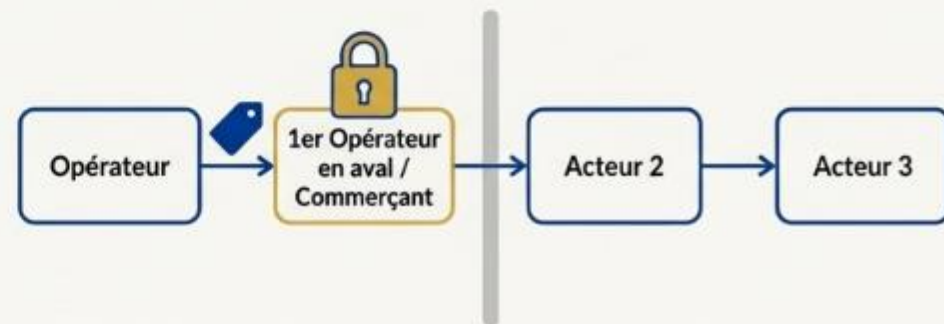 Opérateur
1er Opérateur
en aval /
Commerçant
Acteur 2
Acteur 3